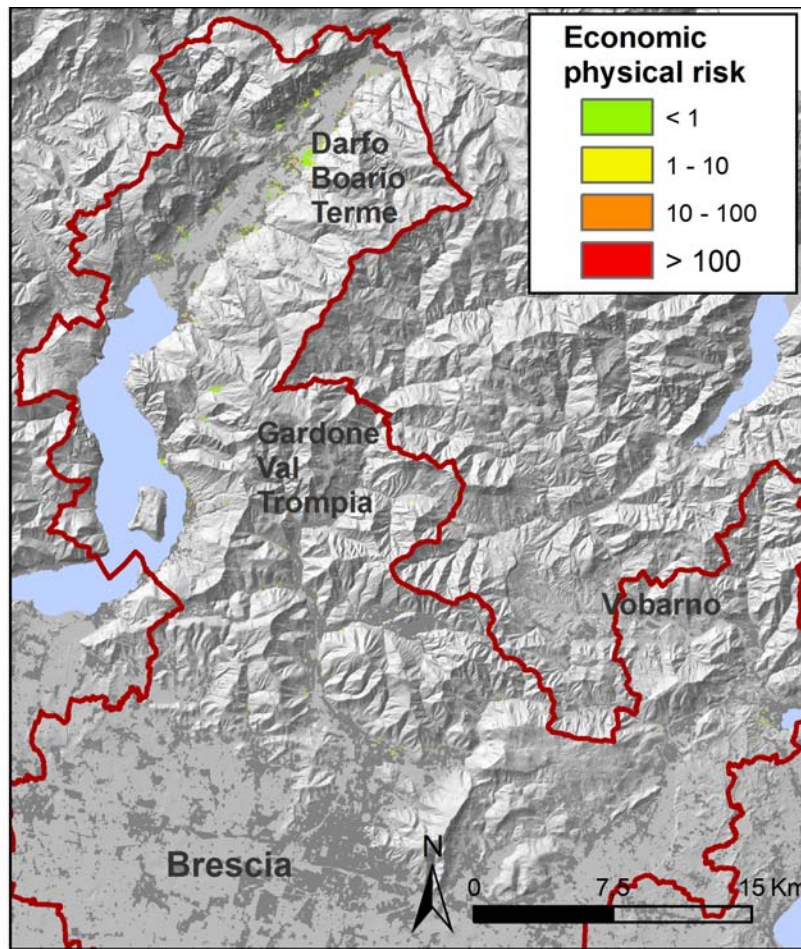 Economic
physical risk
< 1
1 - 10
10 - 100
> 100
Darfo
Boario
Terme
Gardone
Val
Trompia
Vobarno
Brescia
N
0 7,5 15 Km